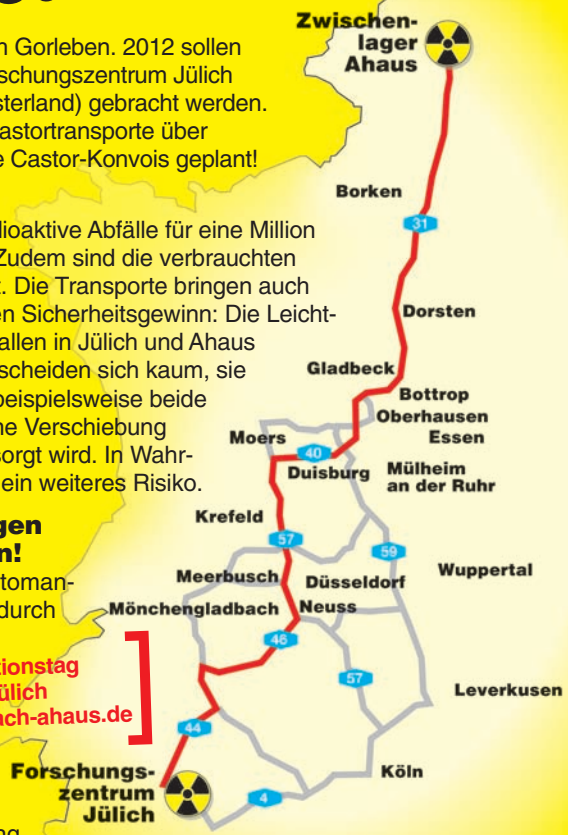 n Gorleben. 2012 sollen
schungszentrum Jülich
sterland) gebracht werden.
astortransporte über
e Castor-Konvois geplant!
dioaktive Abfälle für eine Million
Zudem sind die verbrauchten
t. Die Transporte bringen auch
en Sicherheitsgewinn: Die Leicht-
allen in Jülich und Ahaus
scheiden sich kaum, sie
beispielsweise beide
ne Verschiebung
sorgt wird. In Wahr-
ein weiteres Risiko.
gen
n!
toman-
durch
tionstag
ülich
ach-ahaus.de
Zwischen-
lager
Ahaus
Borken
31
Dorsten
Gladbeck
Bottrop
Oberhausen
Essen
Moers
40
Duisburg
Mülheim
an der Ruhr
Krefeld
57
59
Meerbusch
Düsseldorf
Wuppertal
Mönchengladbach
Neuss
46
57
Leverkusen
44
Köln
Forschungs-
zentrum
Jülich
4